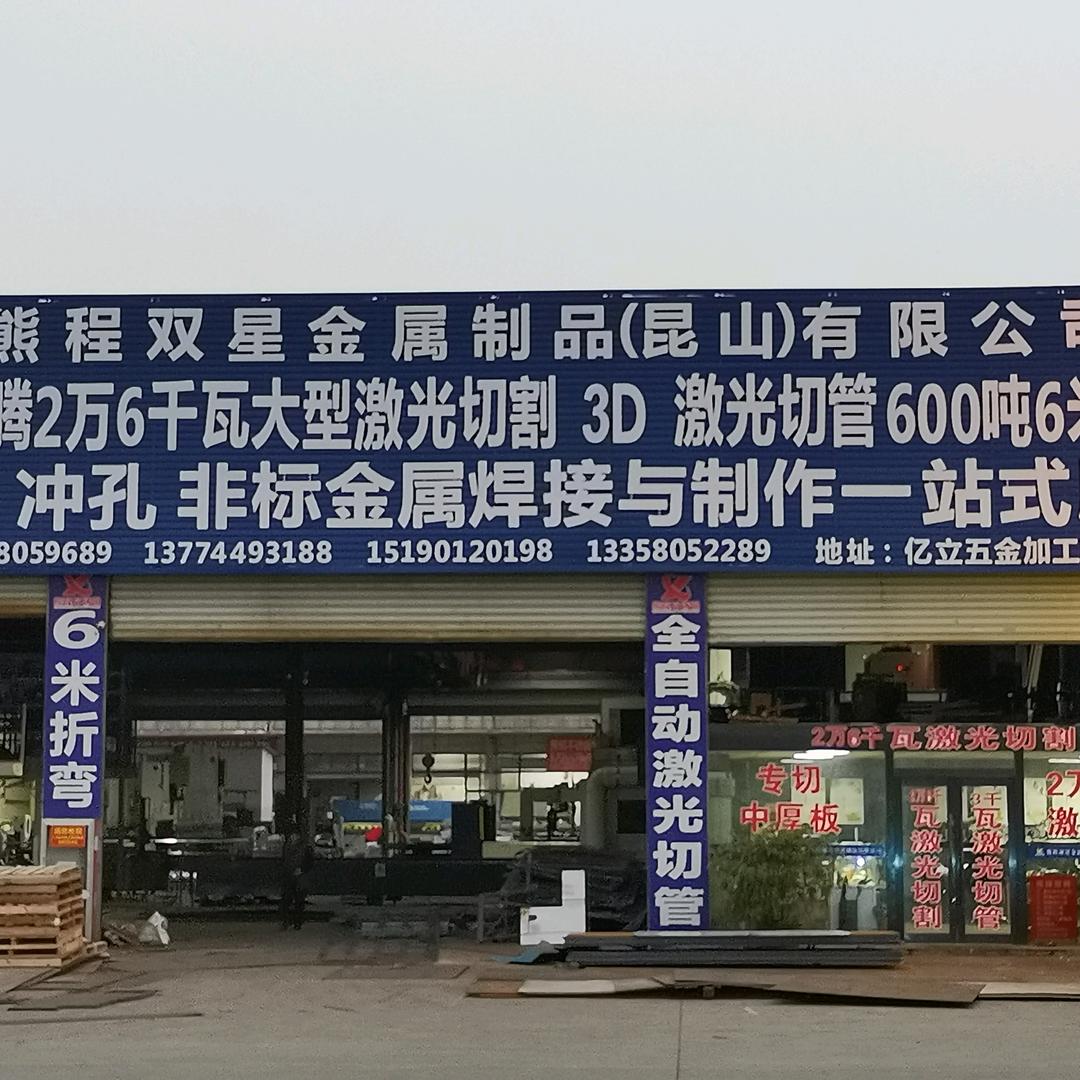 熊程双星金属制品(昆山)有限公司
腾2万6千瓦大型激光切割 3D 激光切管600吨6米
冲孔 非标金属焊接与制作一站式
8059689 13774493188 15190120198 13358052289 地址：亿立五金加工
6米折弯
全自动激光切管
2万6千瓦激光切割
专切
中厚板
瓦激光切割
3千瓦激光切管
2万
激